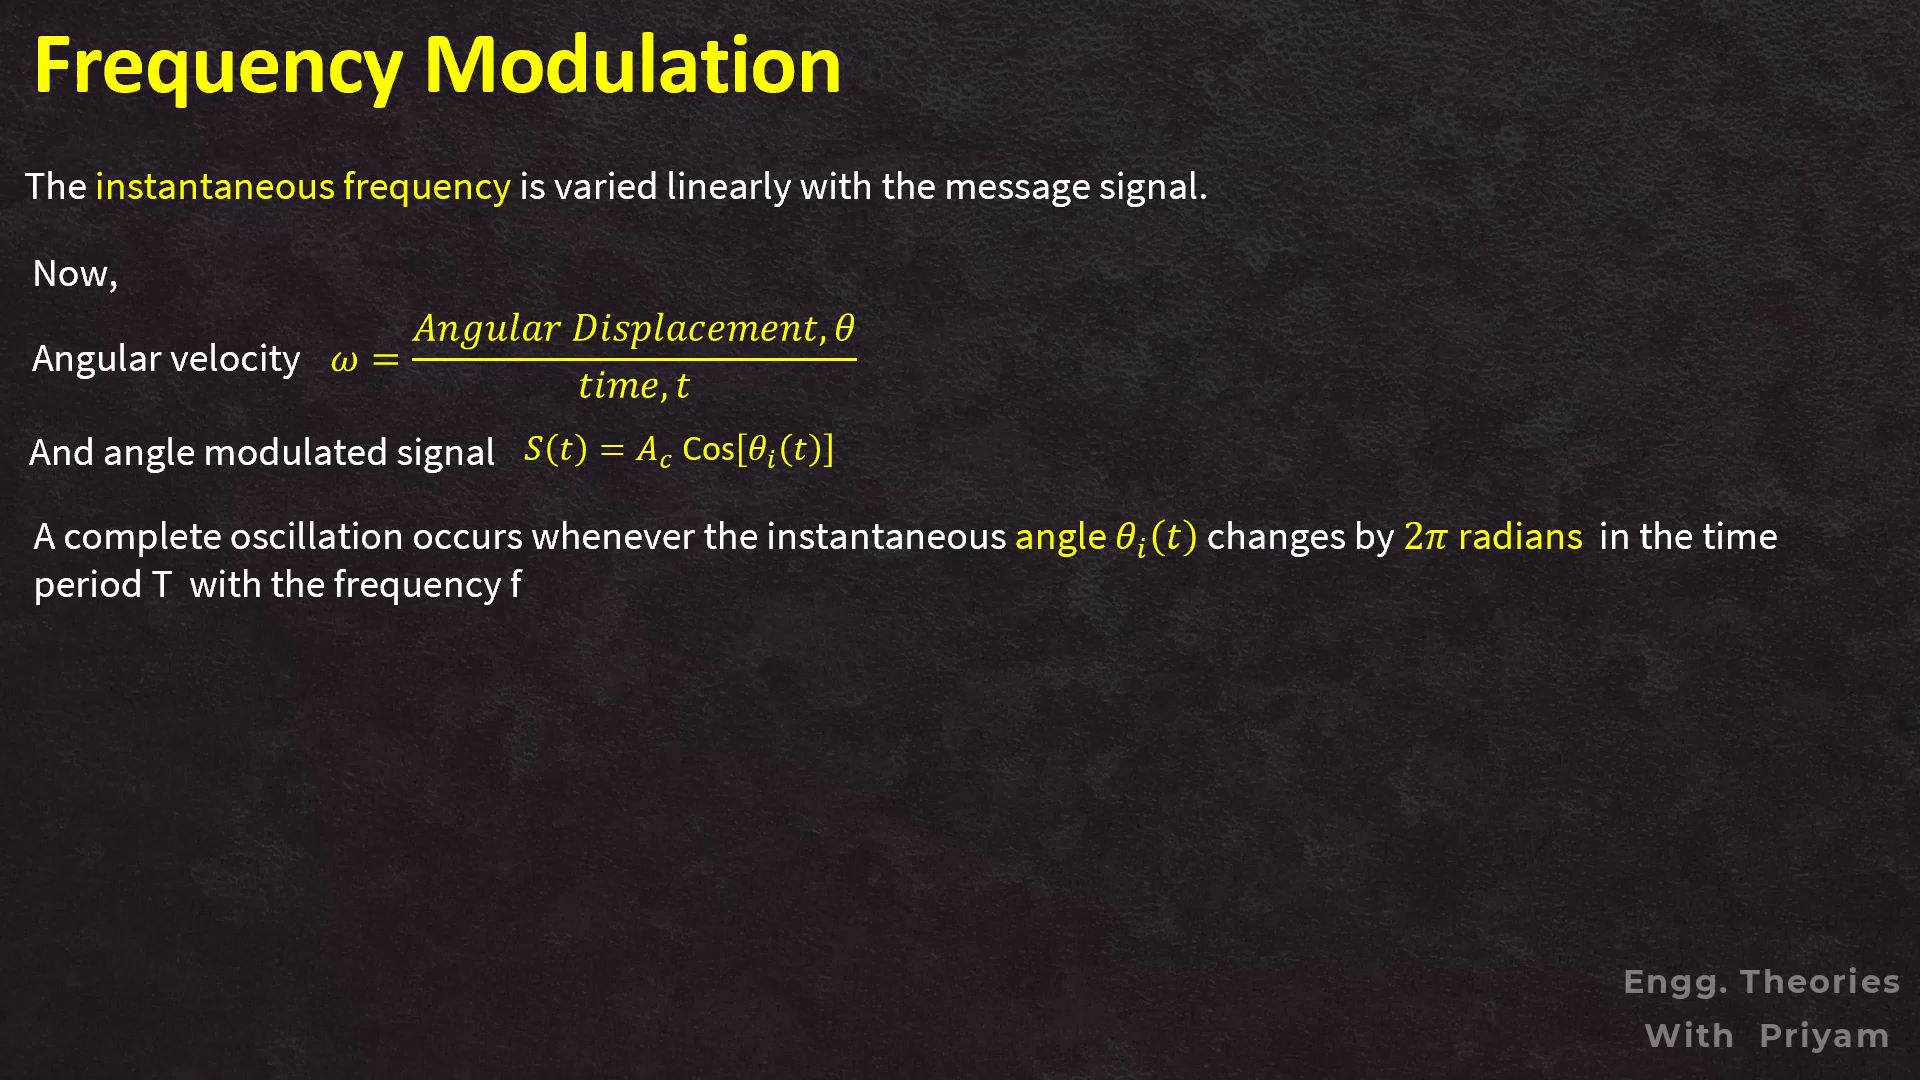 Frequency Modulation
The instantaneous frequency is varied linearly with the message signal.
Now,
Angular velocity ω = Angular Displacement, θ / time, t
And angle modulated signal S(t) = A_c Cos[θ_i(t)]
A complete oscillation occurs whenever the instantaneous angle θ_i(t) changes by 2π radians in the time
period T with the frequency f
Engg. Theories
With Priyam